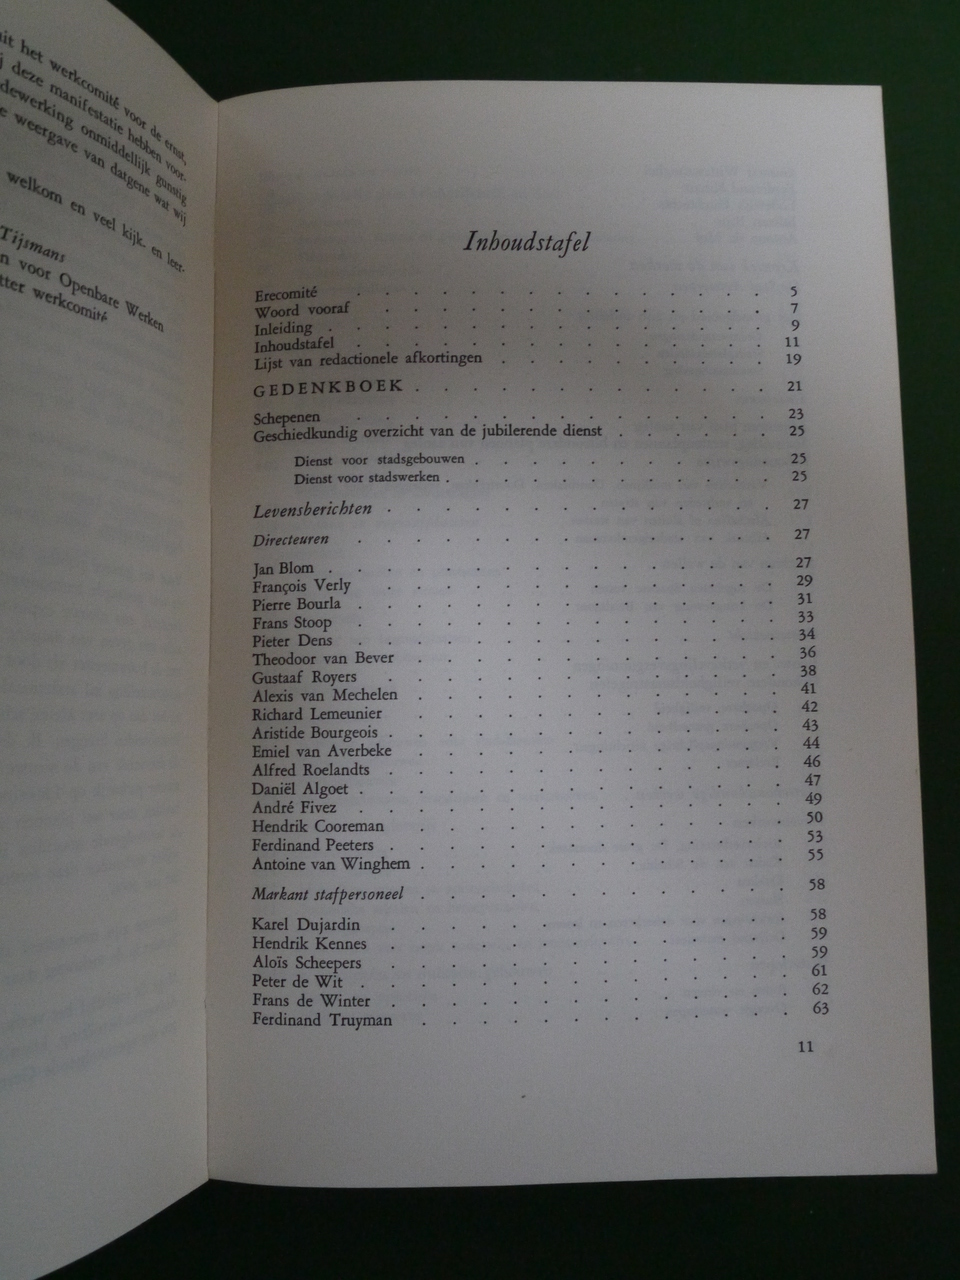 uit het werkcomité voor de ernst,
deze manifestatie hebben voor-
dewerking onmiddellijk gunstig
weergave van datgene wat wij
welkom en veel kijk, en leer-
Tijsmans
n voor Openbare Werken
tter werkcomité
Inhoudstafel
Erecomité . . . . . . . . . . . . . . 5
Woord vooraf . . . . . . . . . . . . . 7
Inleiding . . . . . . . . . . . . . . . 9
Inhoudstafel . . . . . . . . . . . . . . 11
Lijst van redactionele afkortingen . . . . . . . . . 19
GEDENKBOEK . . . . . . . . . . . . 21
Schepenen . . . . . . . . . . . . . . 23
Geschiedkundig overzicht van de jubilerende dienst . . . . . 25
Dienst voor stadsgebouwen . . . . . . . . . . 25
Dienst voor stadswerken . . . . . . . . . . . 25
Levensberichten . . . . . . . . . . . . . 27
Directeuren . . . . . . . . . . . . . . 27
Jan Blom . . . . . . . . . . . . . . . 27
François Verly . . . . . . . . . . . . . 29
Pierre Bourla . . . . . . . . . . . . . . 31
Frans Stoop . . . . . . . . . . . . . . 33
Pieter Dens . . . . . . . . . . . . . . 34
Theodoor van Bever . . . . . . . . . . . . 36
Gustaaf Royers . . . . . . . . . . . . . 38
Alexis van Mechelen . . . . . . . . . . . . 41
Richard Lemeunier . . . . . . . . . . . . 42
Aristide Bourgeois . . . . . . . . . . . . . 43
Emiel van Averbeke . . . . . . . . . . . . 44
Alfred Roelandts . . . . . . . . . . . . . 46
Daniël Algoet . . . . . . . . . . . . . . 47
André Fivez . . . . . . . . . . . . . . 49
Hendrik Cooreman . . . . . . . . . . . . 50
Ferdinand Peeters . . . . . . . . . . . . . 53
Antoine van Winghem . . . . . . . . . . . . 55
Markant stafpersoneel . . . . . . . . . . . . 58
Karel Dujardin . . . . . . . . . . . . . 58
Hendrik Kennes . . . . . . . . . . . . . 59
Aloïs Scheepers . . . . . . . . . . . . . 59
Peter de Wit . . . . . . . . . . . . . . 61
Frans de Winter . . . . . . . . . . . . . 62
Ferdinand Truyman . . . . . . . . . . . . 63
11